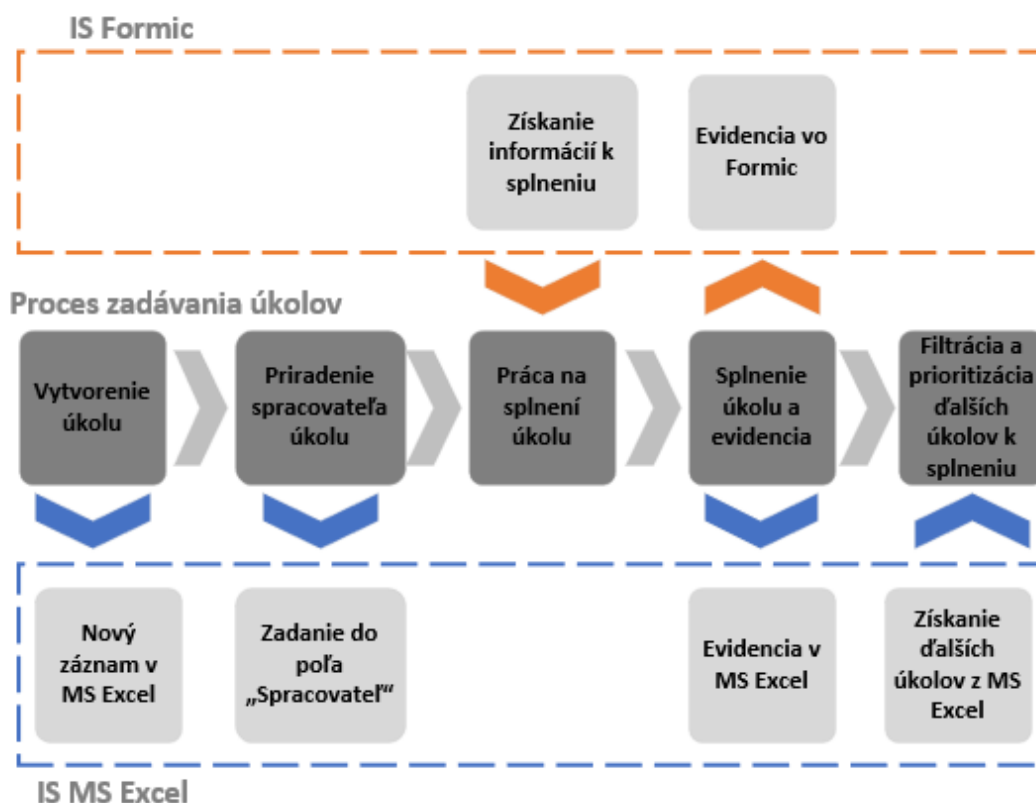 IS Formic
Získanie
informácií k
splneniu
Evidencia vo
Formic
Proces zadávania úkolov
Vytvorenie
úkolu
Priradenie
spracovateľa
úkolu
Práca na
splnení
úkolu
Splnenie
úkolu a
evidencia
Filtrácia a
prioritizácia
ďalších
úkolov k
splneniu
Nový
záznam v
MS Excel
Zadanie do
poľa
„Spracovateľ“
Evidencia v
MS Excel
Získanie
ďalších
úkolov z MS
Excel
IS MS Excel